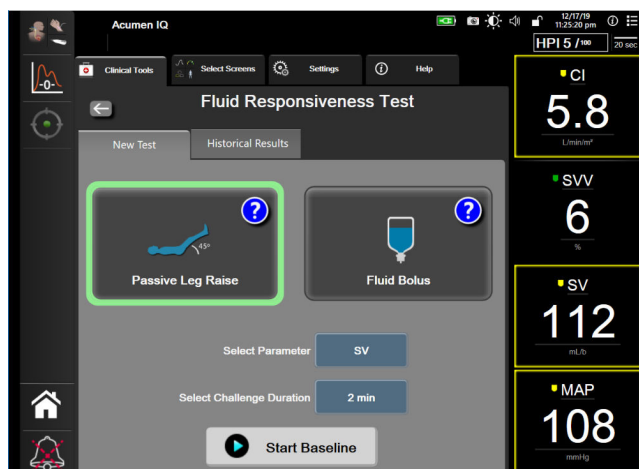 Acumen IQ
12/17/19
11:25:20 pm
HPI 5 /100
20 sec
-0-
Clinical Tools
Select Screens
Settings
Help
Fluid Responsiveness Test
New Test
Historical Results
?
45°
Passive Leg Raise
?
Fluid Bolus
Select Parameter
SV
Select Challenge Duration
2 min
Start Baseline
CI
5.8
L/min/m²
SVV
6
%
SV
112
mL/b
MAP
108
mmHg